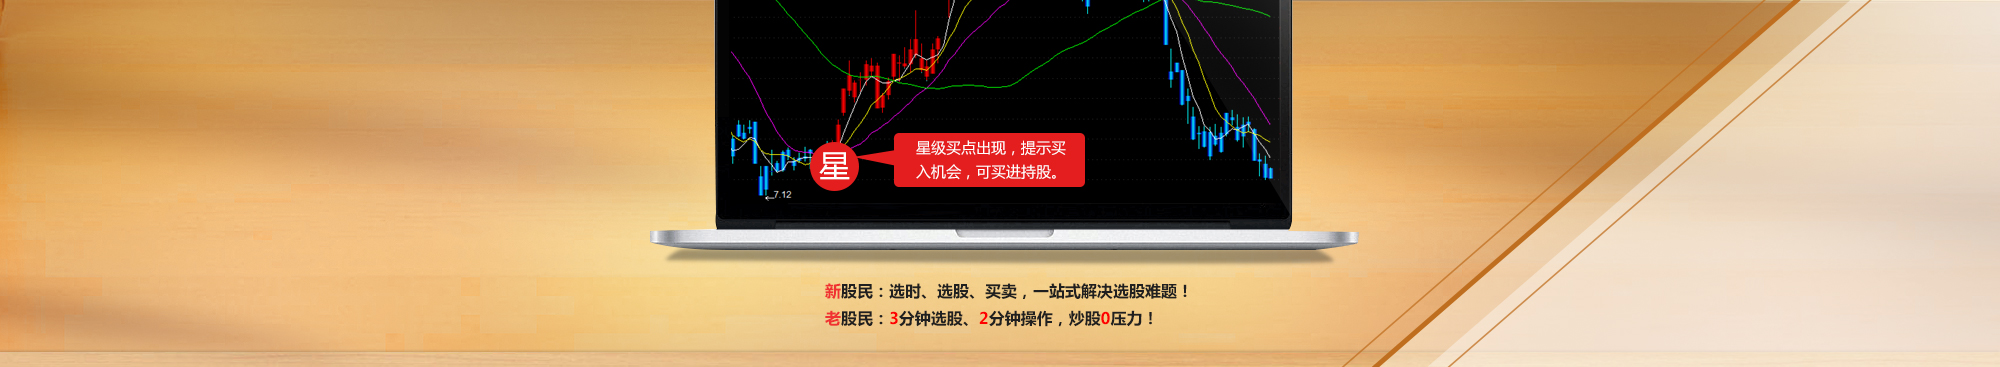 星级买点出现，提示买
入机会，可买进持股。
星
←7.12
新股民：选时、选股、买卖，一站式解决选股难题！
老股民：3分钟选股、2分钟操作，炒股0压力！